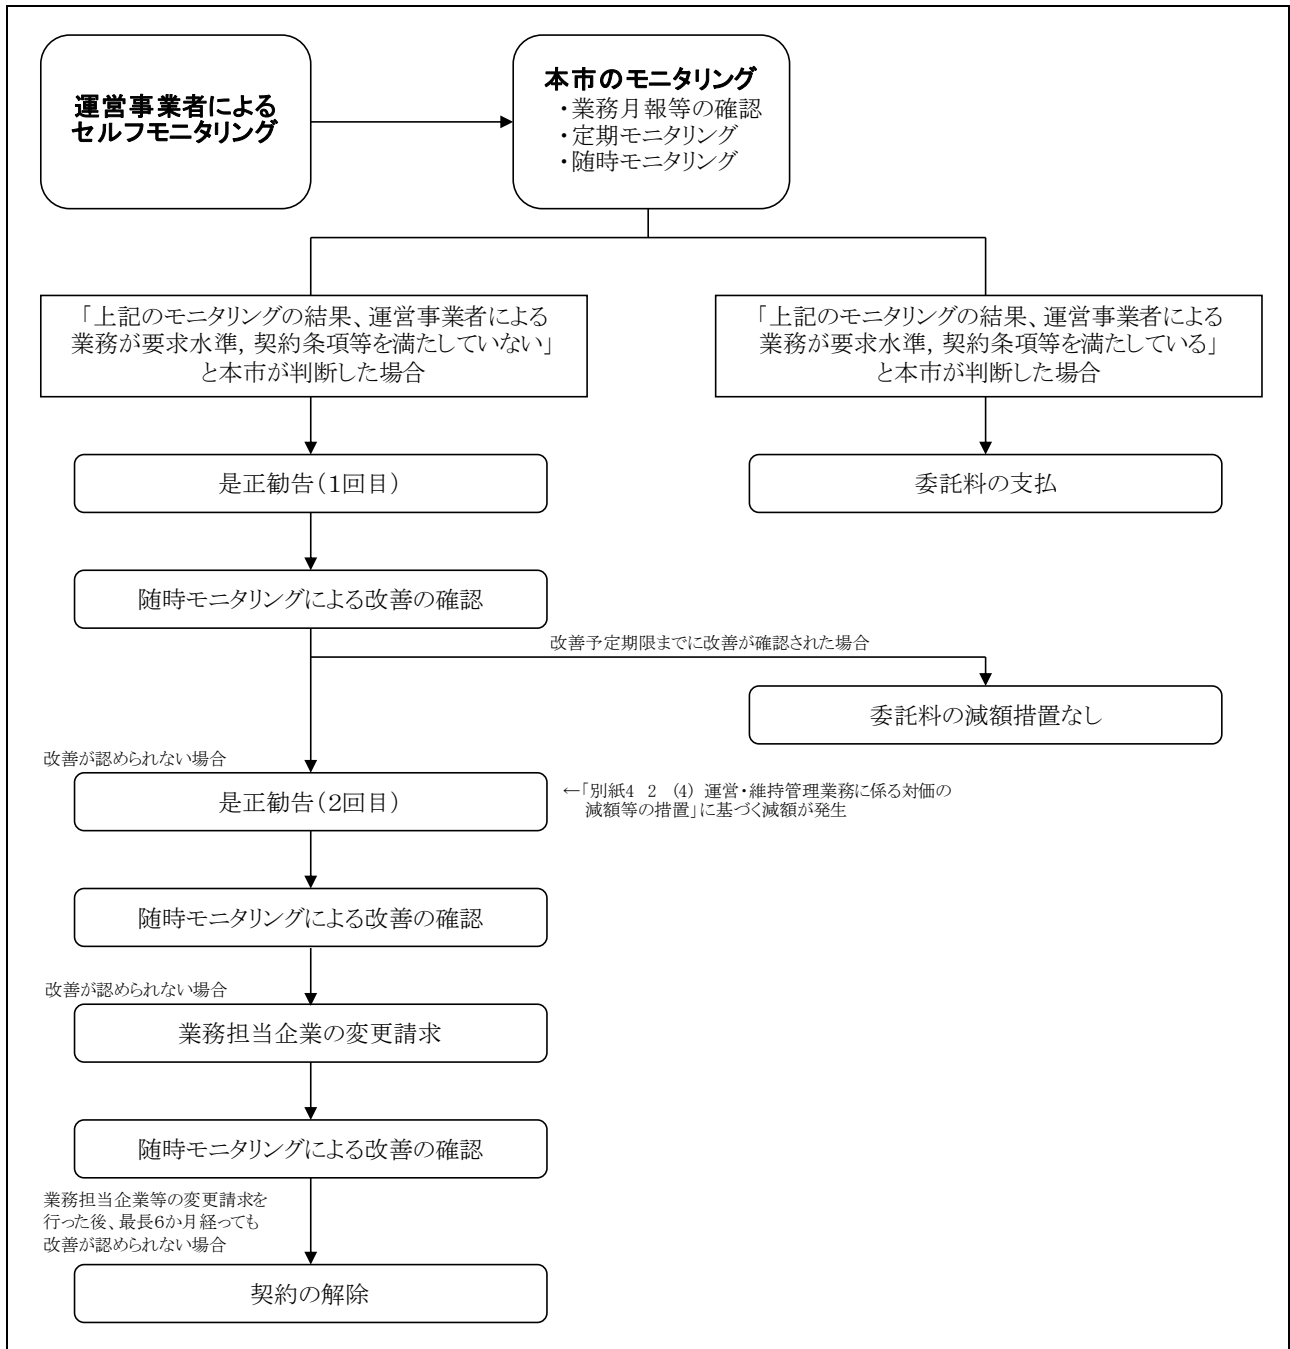 運営事業者による
セルフモニタリング
本市のモニタリング
・業務月報等の確認
・定期モニタリング
・随時モニタリング
「上記のモニタリングの結果、運営事業者による
業務が要求水準，契約条項等を満たしていない」
と本市が判断した場合
「上記のモニタリングの結果、運営事業者による
業務が要求水準，契約条項等を満たしている」
と本市が判断した場合
是正勧告（１回目）
委託料の支払
随時モニタリングによる改善の確認
改善予定期限までに改善が確認された場合
委託料の減額措置なし
改善が認められない場合
是正勧告（２回目）
←「別紙4 2 (4) 運営・維持管理業務に係る対価の
減額等の措置」に基づく減額が発生
随時モニタリングによる改善の確認
改善が認められない場合
業務担当企業の変更請求
随時モニタリングによる改善の確認
業務担当企業等の変更請求を
行った後、最長６か月経っても
改善が認められない場合
契約の解除